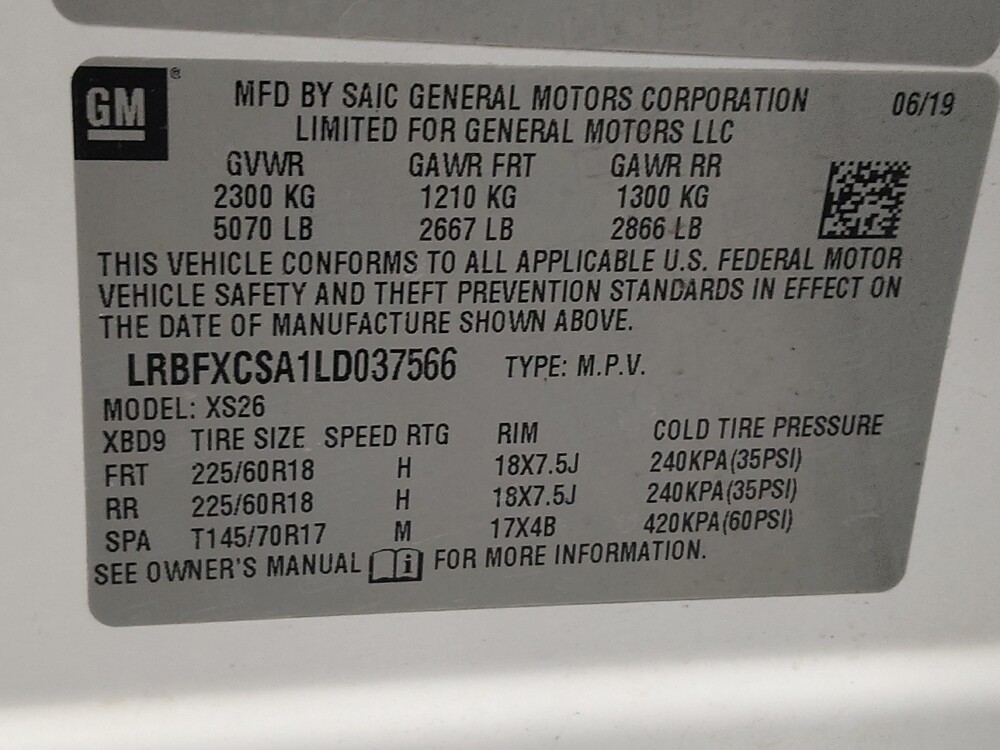 GM ®
MFD BY SAIC GENERAL MOTORS CORPORATION 06/19
LIMITED FOR GENERAL MOTORS LLC
GVWR GAWR FRT GAWR RR
2300 KG 1210 KG 1300 KG
5070 LB 2667 LB 2866 LB
THIS VEHICLE CONFORMS TO ALL APPLICABLE U.S. FEDERAL MOTOR
VEHICLE SAFETY AND THEFT PREVENTION STANDARDS IN EFFECT ON
THE DATE OF MANUFACTURE SHOWN ABOVE.
LRBFXCSA1LD037566 TYPE: M.P.V.
MODEL: XS26
XBD9 TIRE SIZE SPEED RTG RIM COLD TIRE PRESSURE
FRT 225/60R18 H 18X7.5J 240KPA(35PSI)
RR 225/60R18 H 18X7.5J 240KPA(35PSI)
SPA T145/70R17 M 17X4B 420KPA(60PSI)
SEE OWNER'S MANUAL i FOR MORE INFORMATION.